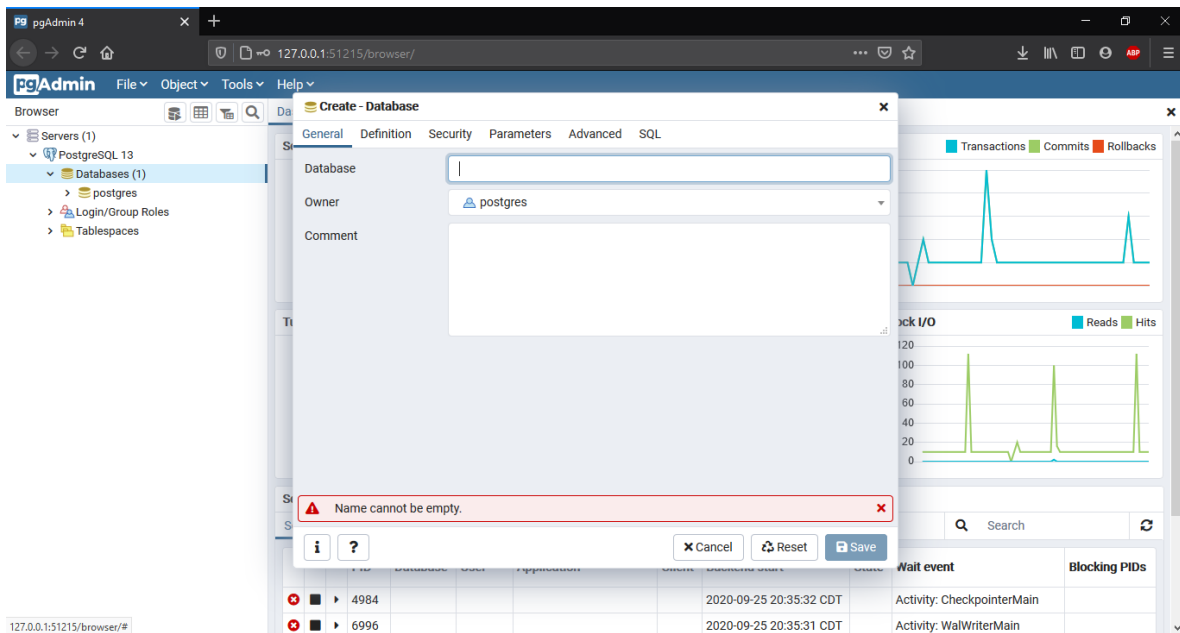 pgAdmin 4
127.0.0.1:51215/browser/
ABP
pgAdmin File Object Tools Help
Browser
Servers (1)
PostgreSQL 13
Databases (1)
postgres
Login/Group Roles
Tablespaces
Create - Database
General Definition Security Parameters Advanced SQL
Database
Owner postgres
Comment
Name cannot be empty.
Cancel Reset Save
Transactions Commits Rollbacks
Reads Hits
120
100
80
60
40
20
0
Search
Wait event Blocking PIDs
4984 2020-09-25 20:35:32 CDT Activity: CheckpointerMain
6996 2020-09-25 20:35:31 CDT Activity: WalWriterMain
127.0.0.1:51215/browser/#